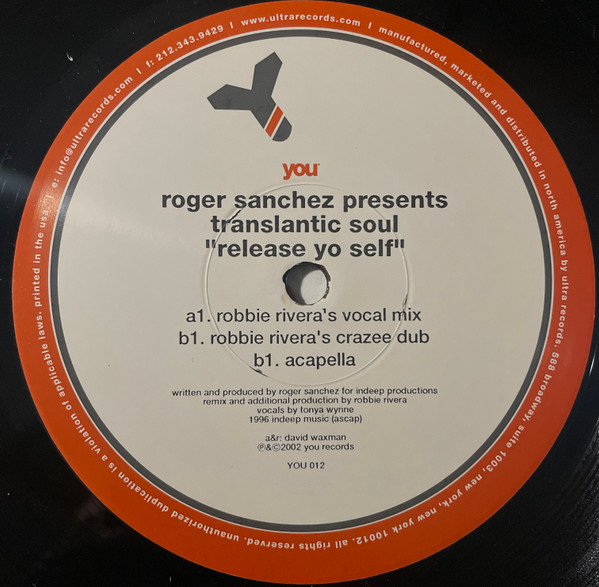 you
roger sanchez presents
translantic soul
"release yo self"
a1. robbie rivera's vocal mix
b1. robbie rivera's crazee dub
b1. acapella
written and produced by roger sanchez for indeep productions
remix and additional production by robbie rivera
vocals by tonya wynne
1996 indeep music (ascap)
a&r: david waxman
℗&©2002 you records
YOU 012
manufactured, marketed and distributed in north america by ultra records. 588 broadway, suite 1003, new york, new york 10012. all rights reserved. unauthorized duplication is a violation of applicable laws. printed in the usa. I e: info@ultrarecords.com I f: 212.343.9429 I www.ultrarecords.com I